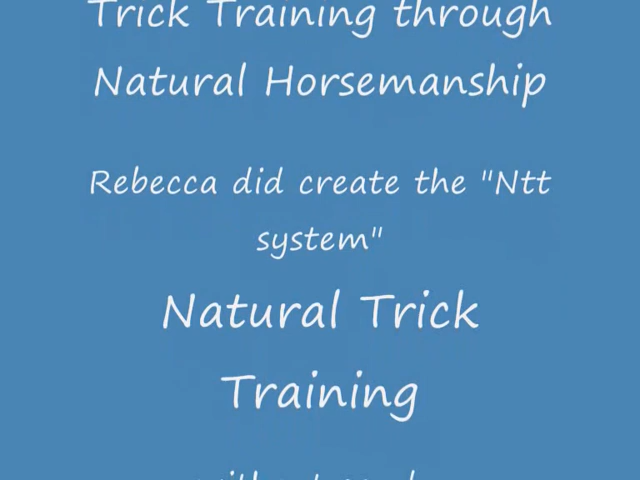 Trick Training through
Natural Horsemanship
Rebecca did create the "Ntt
system"
Natural Trick
Training